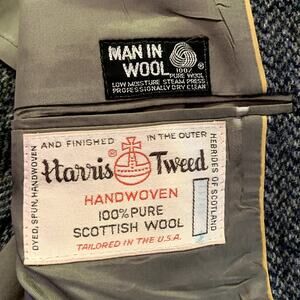 MAN IN
WOOL
®
100%
PURE WOOL
LOW MOISTURE STEAM PRESS
PROFESSIONALLY DRY CLEAN
DYED, SPUN, HANDWOVEN
AND FINISHED IN THE OUTER
HEBRIDES OF SCOTLAND
Harris® Tweed
HANDWOVEN
100% PURE
SCOTTISH WOOL
TAILORED IN THE U.S.A.